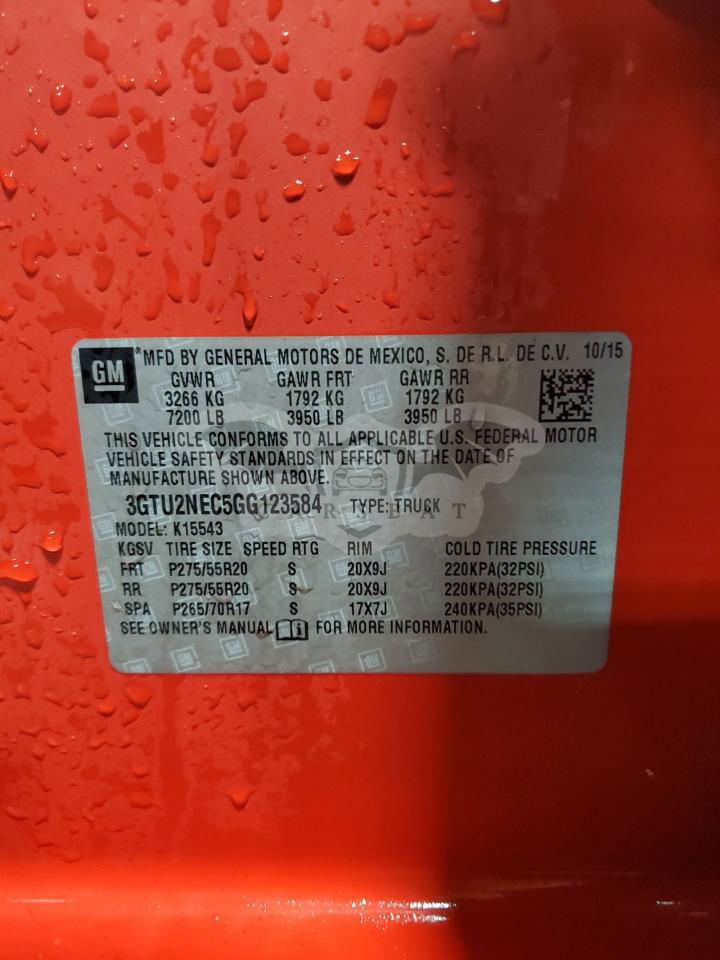 GM
® MFD BY GENERAL MOTORS DE MEXICO, S. DE R.L. DE C.V. 10/15
GVWR GAWR FRT GAWR RR
3266 KG 1792 KG 1792 KG
7200 LB 3950 LB 3950 LB
THIS VEHICLE CONFORMS TO ALL APPLICABLE U.S. FEDERAL MOTOR
VEHICLE SAFETY STANDARDS IN EFFECT ON THE DATE OF
MANUFACTURE SHOWN ABOVE.
3GTU2NEC5GG123584 TYPE: TRUCK
MODEL: K15543
KGSV TIRE SIZE SPEED RTG RIM COLD TIRE PRESSURE
FRT P275/55R20 S 20X9J 220KPA(32PSI)
RR P275/55R20 S 20X9J 220KPA(32PSI)
SPA P265/70R17 S 17X7J 240KPA(35PSI)
SEE OWNER'S MANUAL i FOR MORE INFORMATION.